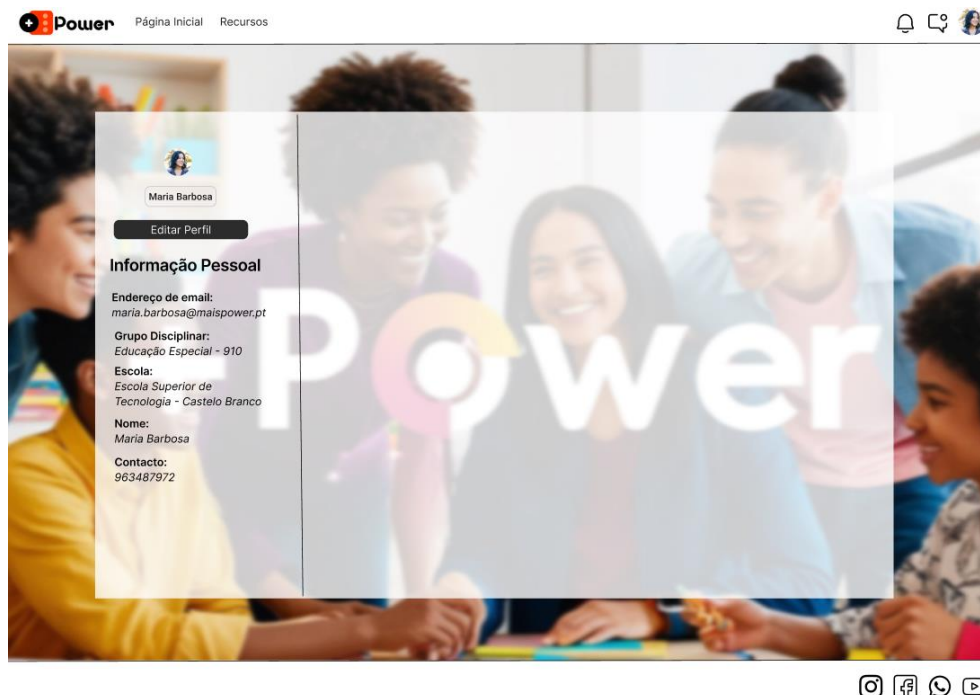 Power
Página Inicial
Recursos
Maria Barbosa
Editar Perfil
Informação Pessoal
Endereço de email:
maria.barbosa@maispower.pt
Grupo Disciplinar:
Educação Especial - 910
Escola:
Escola Superior de
Tecnologia - Castelo Branco
Nome:
Maria Barbosa
Contacto:
963487972
+Power